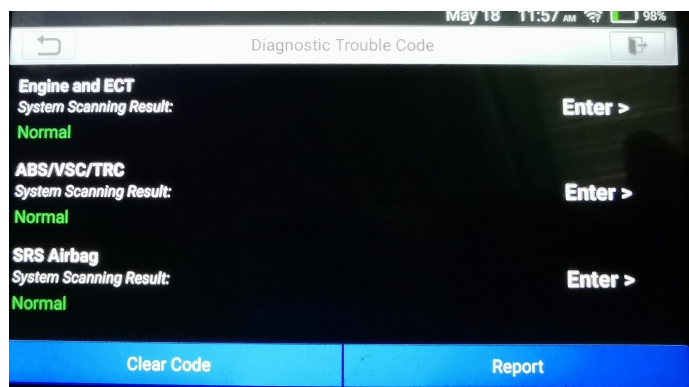 May 18 11:57 AM 98%
Diagnostic Trouble Code
Engine and ECT
System Scanning Result:
Enter >
Normal
ABS/VSC/TRC
System Scanning Result:
Enter >
Normal
SRS Airbag
System Scanning Result:
Enter >
Normal
Clear Code
Report